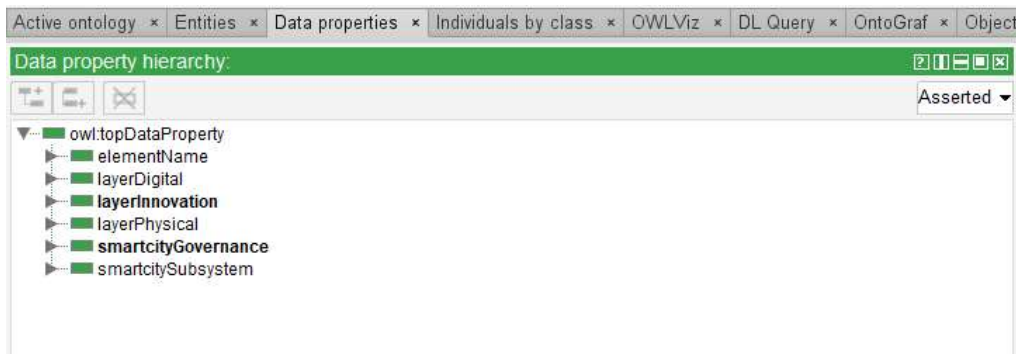 Active ontology × Entities × Data properties × Individuals by class × OWLViz × DL Query × OntoGraf × Object
Data property hierarchy:
Asserted
owl:topDataProperty
elementName
layerDigital
layerInnovation
layerPhysical
smartcityGovernance
smartcitySubsystem